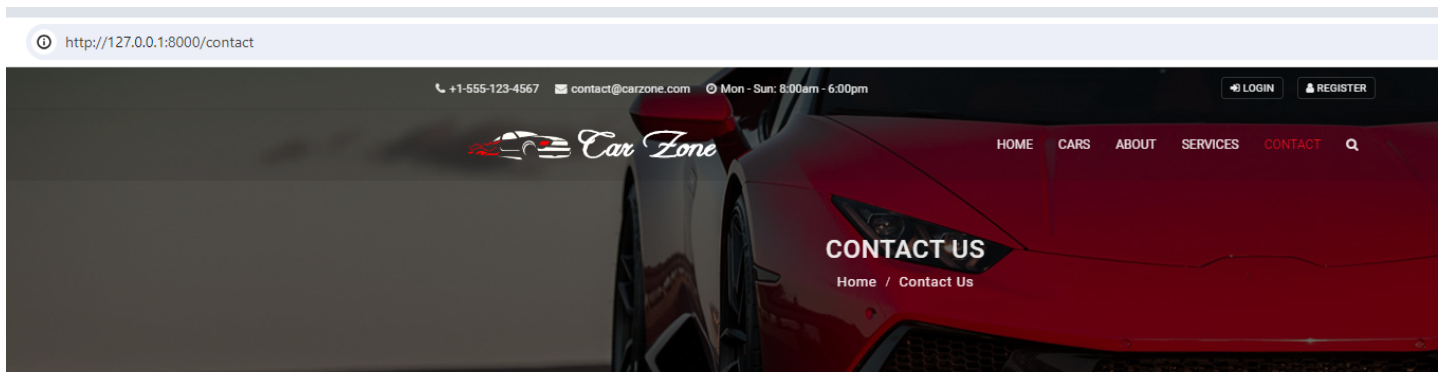 http://127.0.0.1:8000/contact
+1-555-123-4567 contact@carzone.com Mon - Sun: 8:00am - 6:00pm LOGIN REGISTER
Car Zone HOME CARS ABOUT SERVICES CONTACT
CONTACT US
Home / Contact Us